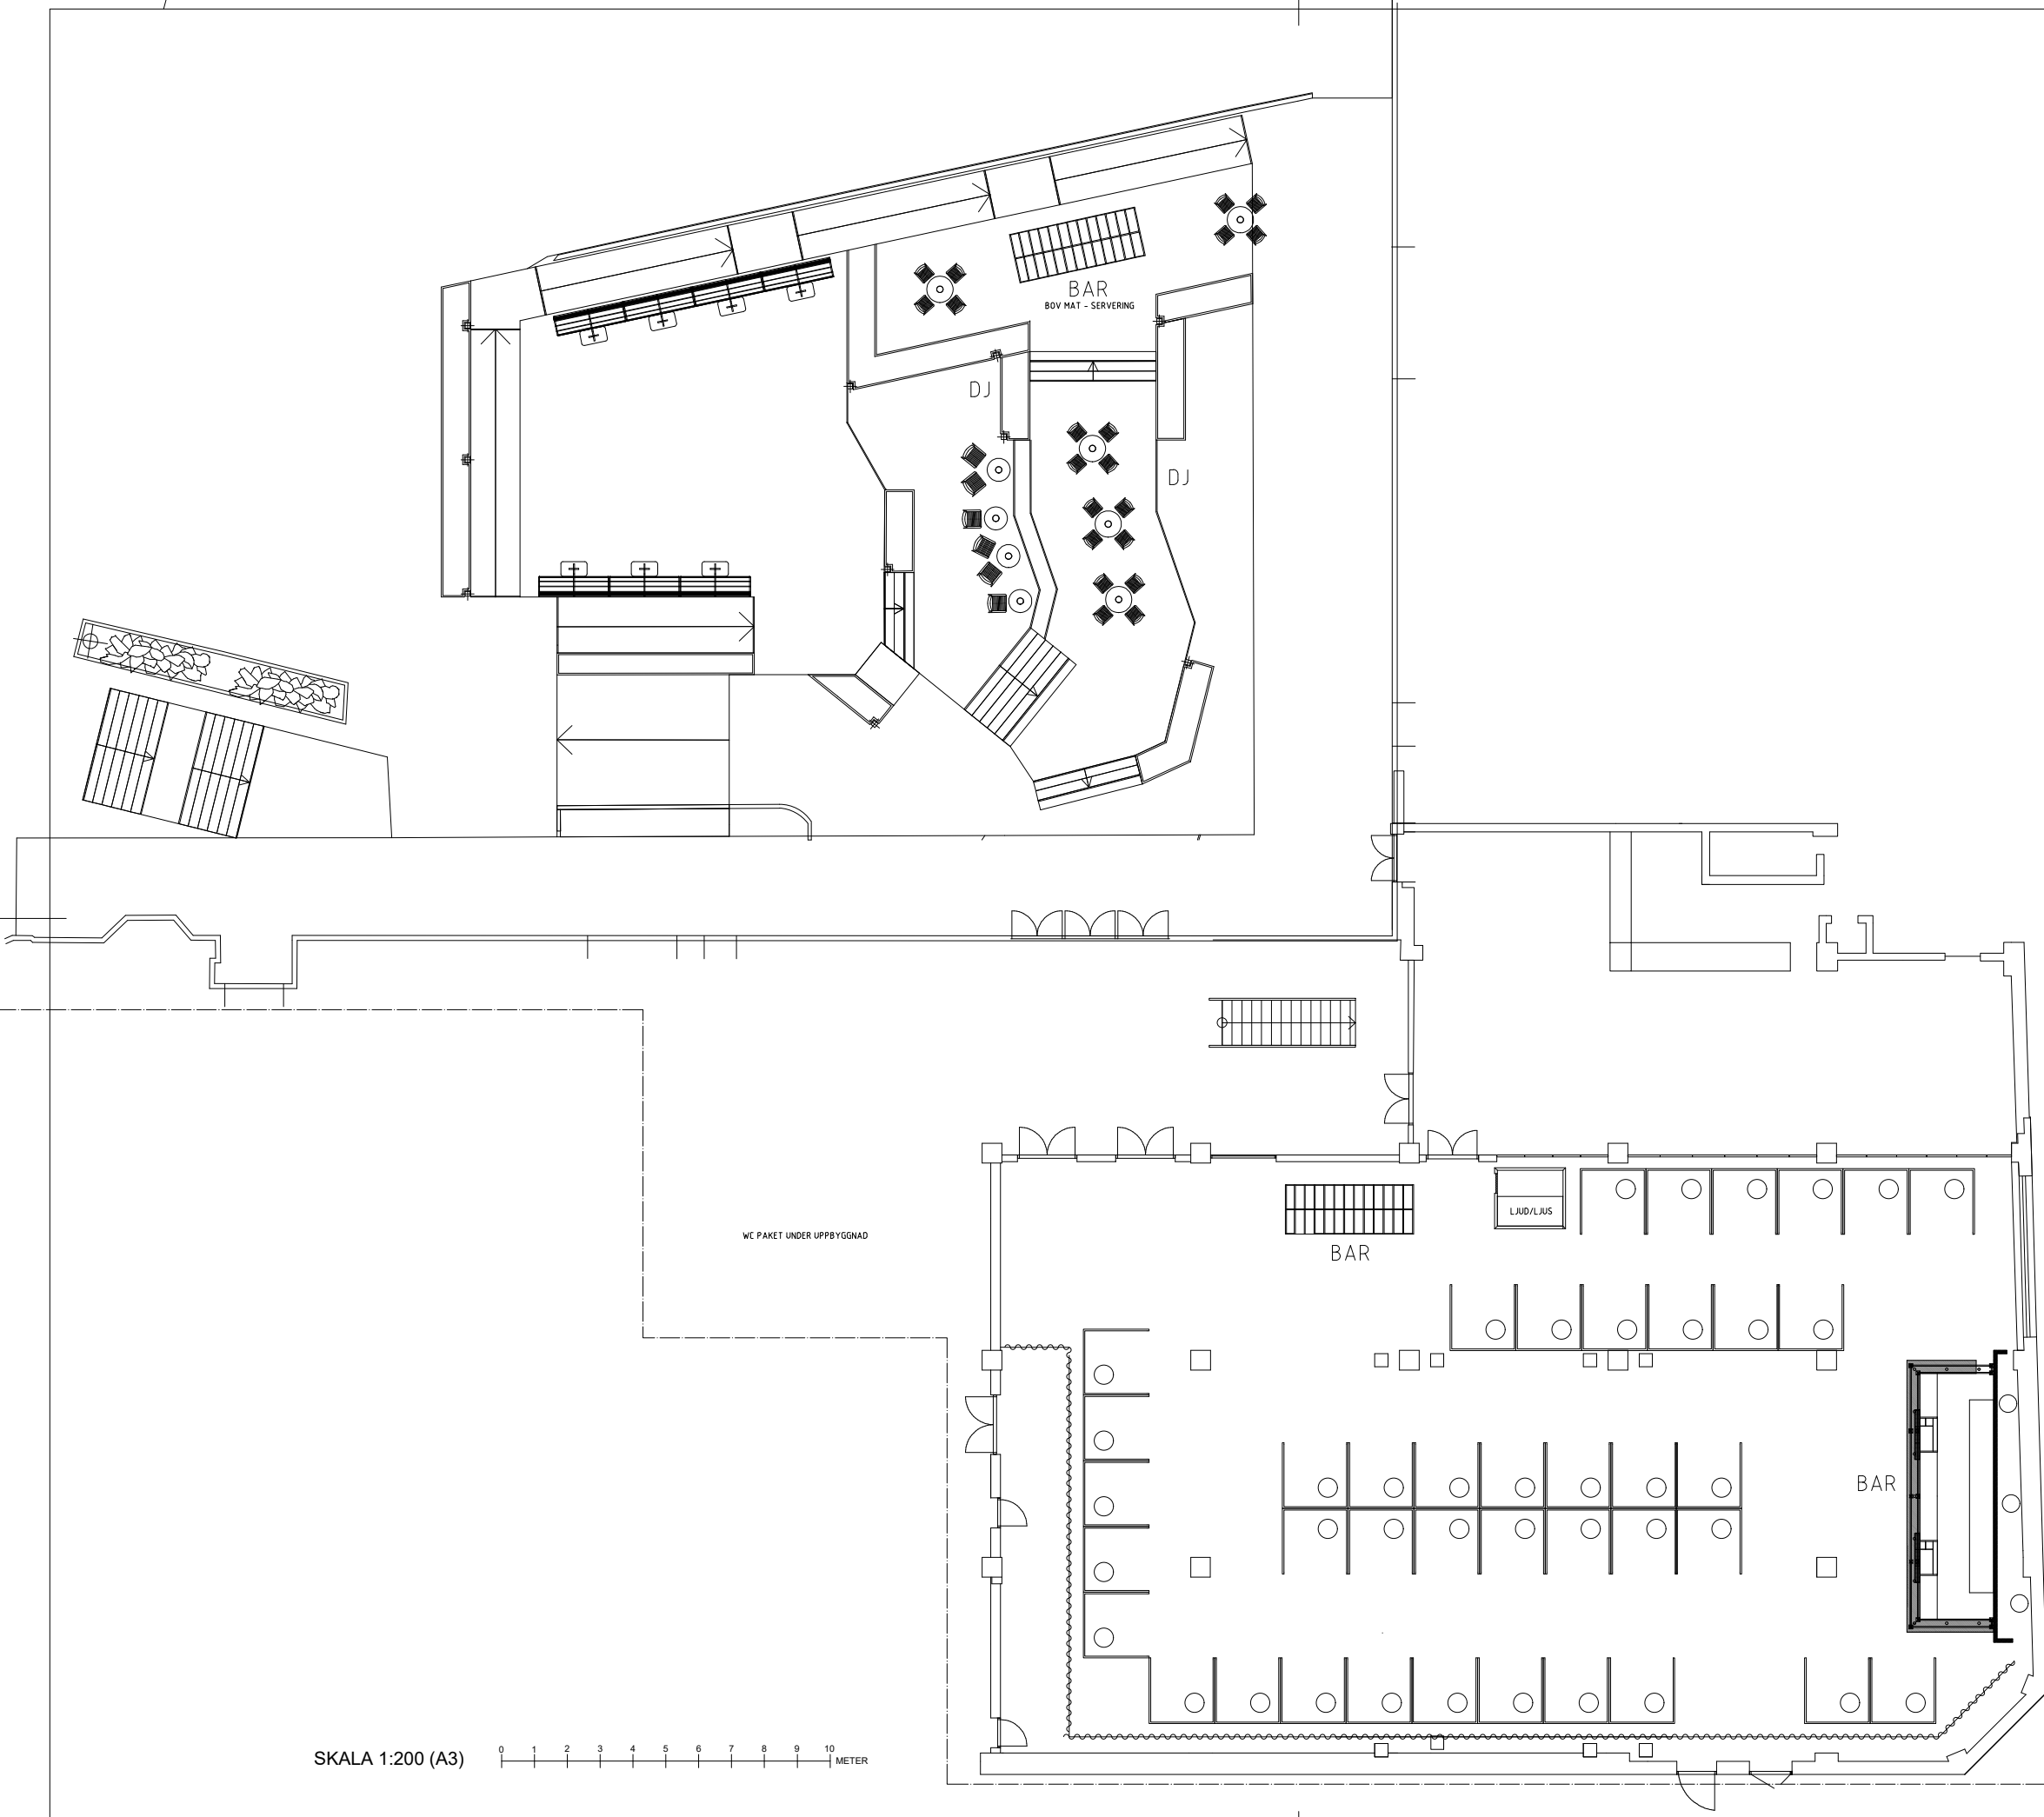 BAR
BOV MAT - SERVERING
DJ
DJ
LJUD/LJUS
WC PAKET UNDER UPPBYGGNAD
BAR
BAR
SKALA 1:200 (A3)
0 1 2 3 4 5 6 7 8 9 10 METER